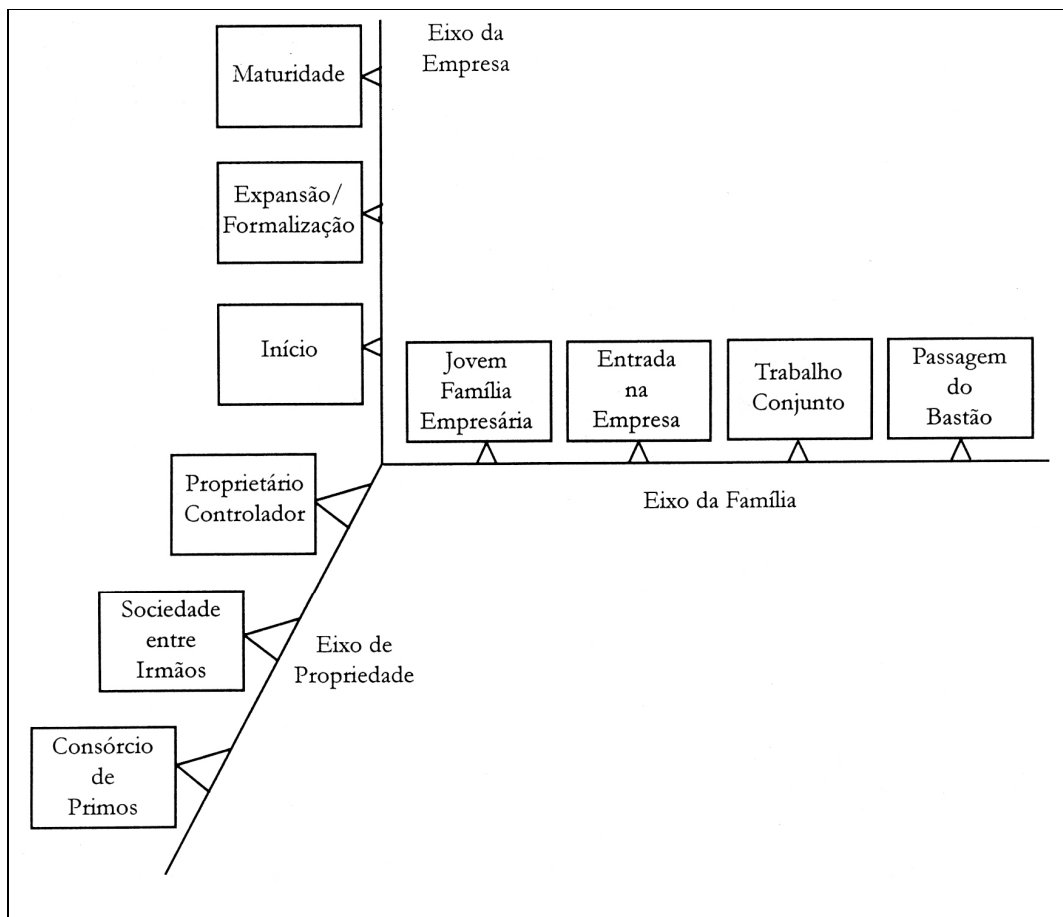 Eixo da
Empresa
Maturidade
Expansão/
Formalização
Início
Jovem
Família
Empresária
Entrada
na
Empresa
Trabalho
Conjunto
Passagem
do
Bastão
Eixo da Família
Proprietário
Controlador
Sociedade
entre
Irmãos
Eixo de
Propriedade
Consórcio
de
Primos